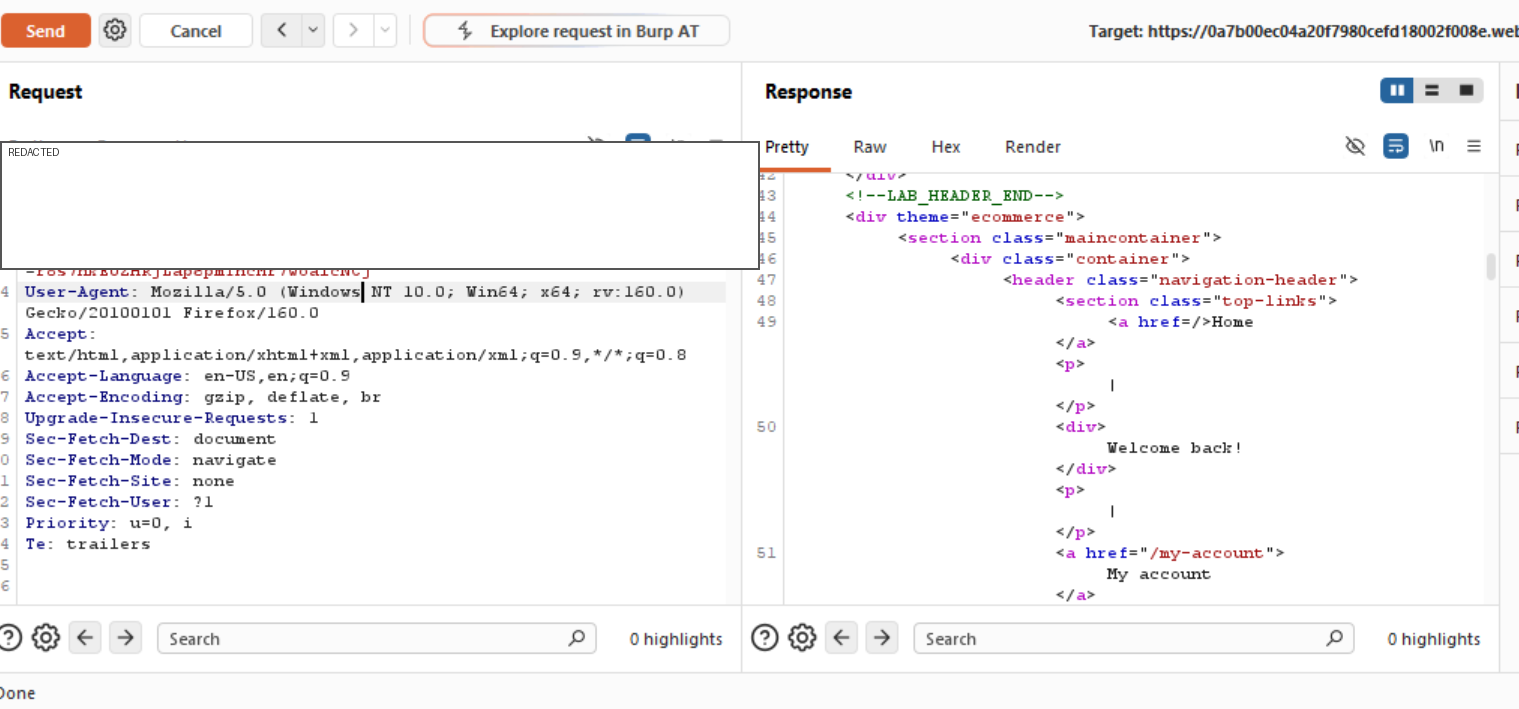 Send
Cancel
Explore request in Burp AT
Target: https://0a7b00ec04a20f7980cefd18002f008e.web
Request
Response
REDACTED
Pretty Raw Hex Render \n
4 User-Agent: Mozilla/5.0 (Windows NT 10.0; Win64; x64; rv:160.0)
Gecko/20100101 Firefox/160.0
5 Accept:
text/html,application/xhtml+xml,application/xml;q=0.9,*/*;q=0.8
6 Accept-Language: en-US,en;q=0.9
7 Accept-Encoding: gzip, deflate, br
8 Upgrade-Insecure-Requests: 1
9 Sec-Fetch-Dest: document
0 Sec-Fetch-Mode: navigate
1 Sec-Fetch-Site: none
2 Sec-Fetch-User: ?1
3 Priority: u=0, i
4 Te: trailers
5
6
42 </div>
43 <!--LAB_HEADER_END-->
44 <div theme="ecommerce">
45 <section class="maincontainer">
46 <div class="container">
47 <header class="navigation-header">
48 <section class="top-links">
49 <a href=/>Home
</a>
<p>
|
</p>
50 <div>
Welcome back!
</div>
<p>
|
</p>
51 <a href="/my-account">
My account
</a>
Search
0 highlights
Search
0 highlights
Done